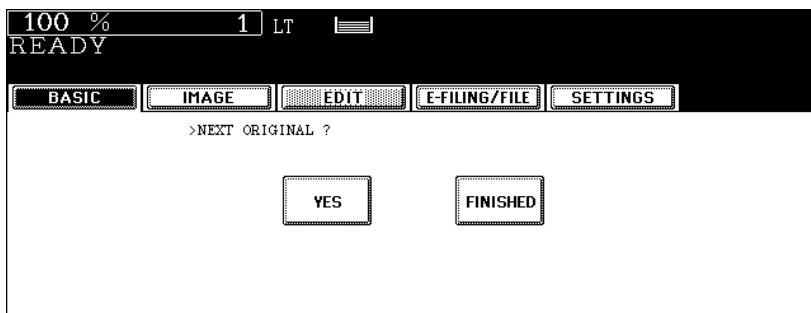 100 % 1 LT
READY
BASIC IMAGE EDIT E-FILING/FILE SETTINGS
>NEXT ORIGINAL ?
YES FINISHED